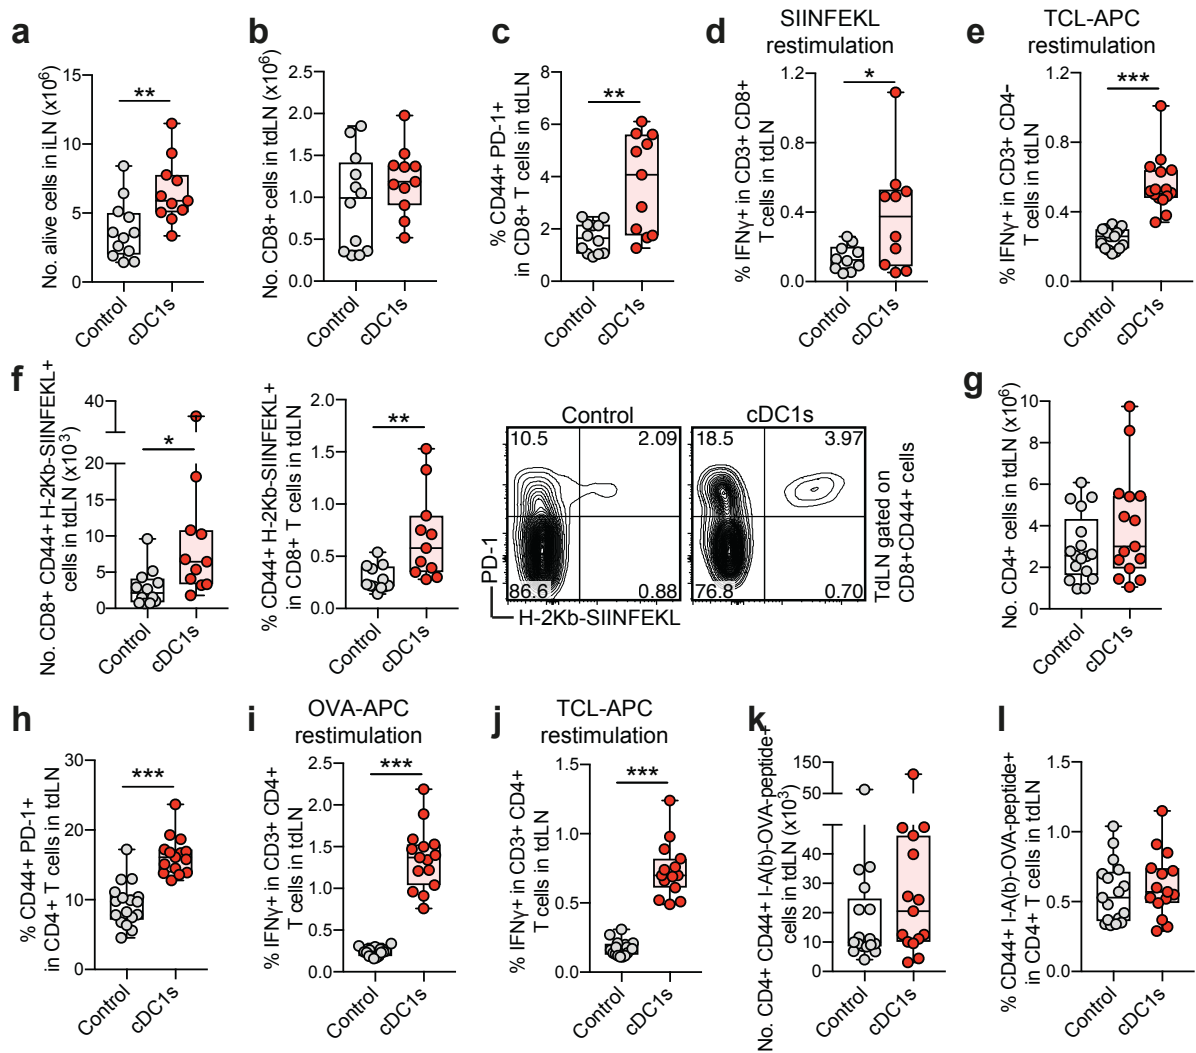 a
No. alive cells in iLN (x10⁶)
15
10
5
0
**
Control
cDC1s
b
No. CD8+ cells in tdLN (x10⁶)
2.5
2.0
1.5
1.0
0.5
0.0
Control
cDC1s
c
% CD44+ PD-1+
in CD8+ T cells in tdLN
8
6
4
2
0
**
Control
cDC1s
d
SIINFEKL
restimulation
% IFNγ+ in CD3+ CD8+
T cells in tdLN
1.2
0.8
0.4
0.0
*
Control
cDC1s
e
TCL-APC
restimulation
% IFNγ+ in CD3+ CD4-
T cells in tdLN
1.2
0.8
0.4
0.0
***
Control
cDC1s
f
No. CD8+ CD44+ H-2Kb-SIINFEKL+
cells in tdLN (x10³)
40
20
15
10
5
0
*
Control
cDC1s
% CD44+ H-2Kb-SIINFEKL+
in CD8+ T cells in tdLN
2.0
1.5
1.0
0.5
0.0
**
Control
cDC1s
Control
10.5
2.09
86.6
0.88
cDC1s
18.5
3.97
76.8
0.70
PD-1
H-2Kb-SIINFEKL
TdLN gated on
CD8+CD44+ cells
g
No. CD4+ cells in tdLN (x10⁶)
10
8
6
4
2
0
Control
cDC1s
h
% CD44+ PD-1+
in CD4+ T cells in tdLN
30
20
10
0
***
Control
cDC1s
i
OVA-APC
restimulation
% IFNγ+ in CD3+ CD4+
T cells in tdLN
2.5
2.0
1.5
1.0
0.5
0.0
***
Control
cDC1s
j
TCL-APC
restimulation
% IFNγ+ in CD3+ CD4+
T cells in tdLN
1.5
1.0
0.5
0.0
***
Control
cDC1s
k
No. CD4+ CD44+ I-A(b)-OVA-peptide+
cells in tdLN (x10³)
150
100
50
50
40
30
20
10
0
Control
cDC1s
l
% CD44+ I-A(b)-OVA-peptide+
in CD4+ T cells in tdLN
1.5
1.0
0.5
0.0
Control
cDC1s